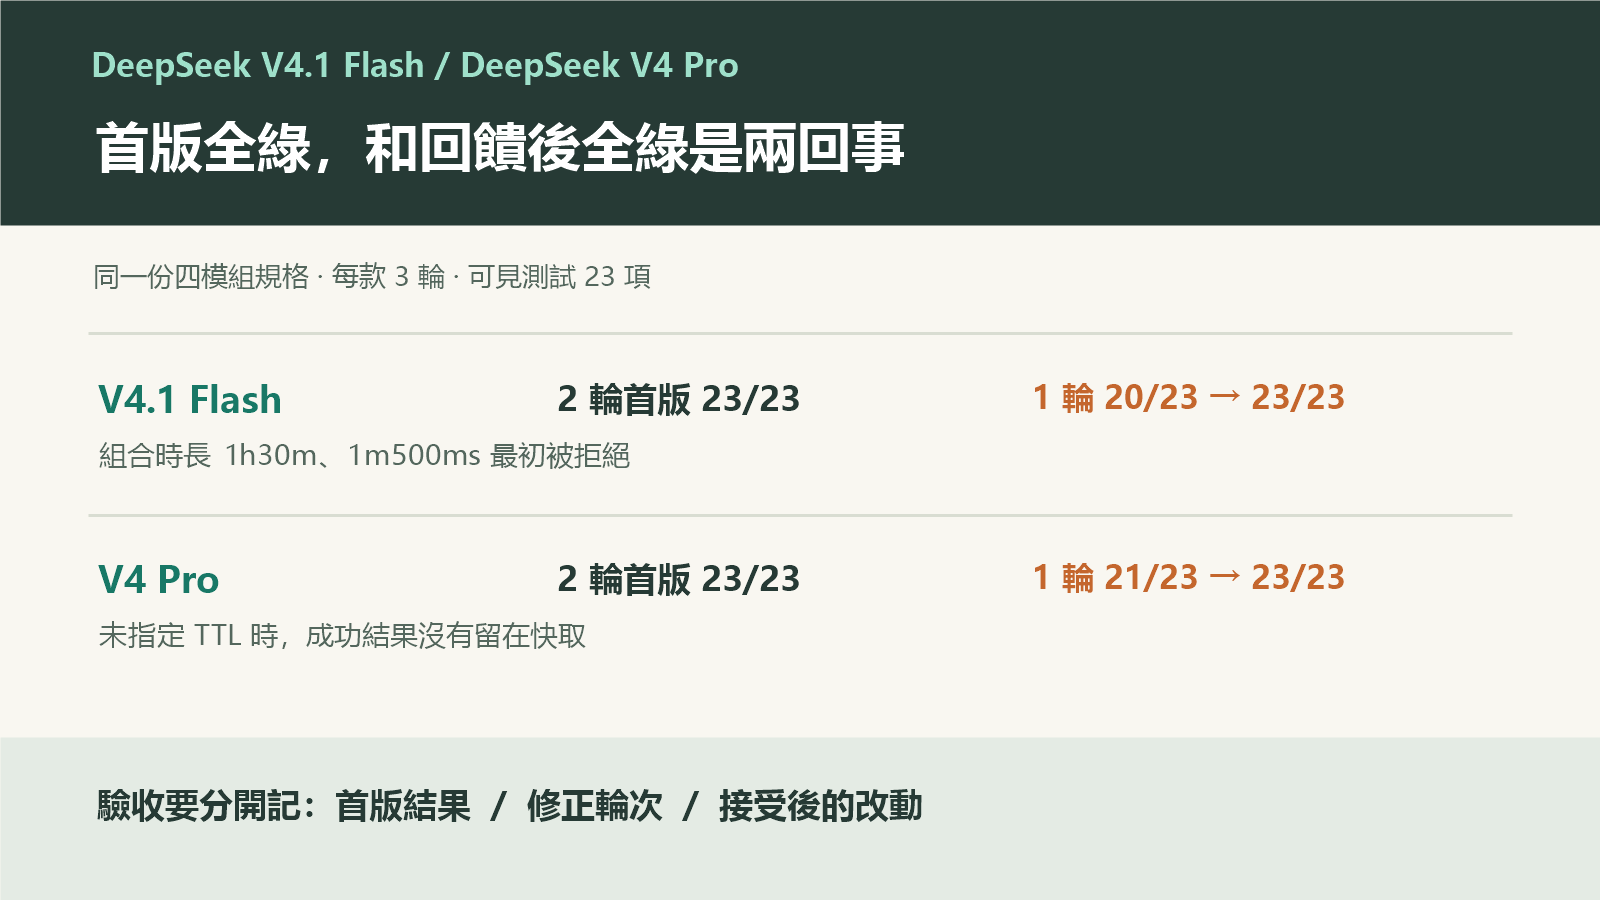 DeepSeek V4.1 Flash / DeepSeek V4 Pro
首版全綠，和回饋後全綠是兩回事
同一份四模組規格 · 每款 3 輪 · 可見測試 23 項
V4.1 Flash
2 輪首版 23/23
1 輪 20/23 → 23/23
組合時長 1h30m、1m500ms 最初被拒絕
V4 Pro
2 輪首版 23/23
1 輪 21/23 → 23/23
未指定 TTL 時，成功結果沒有留在快取
驗收要分開記：首版結果 / 修正輪次 / 接受後的改動